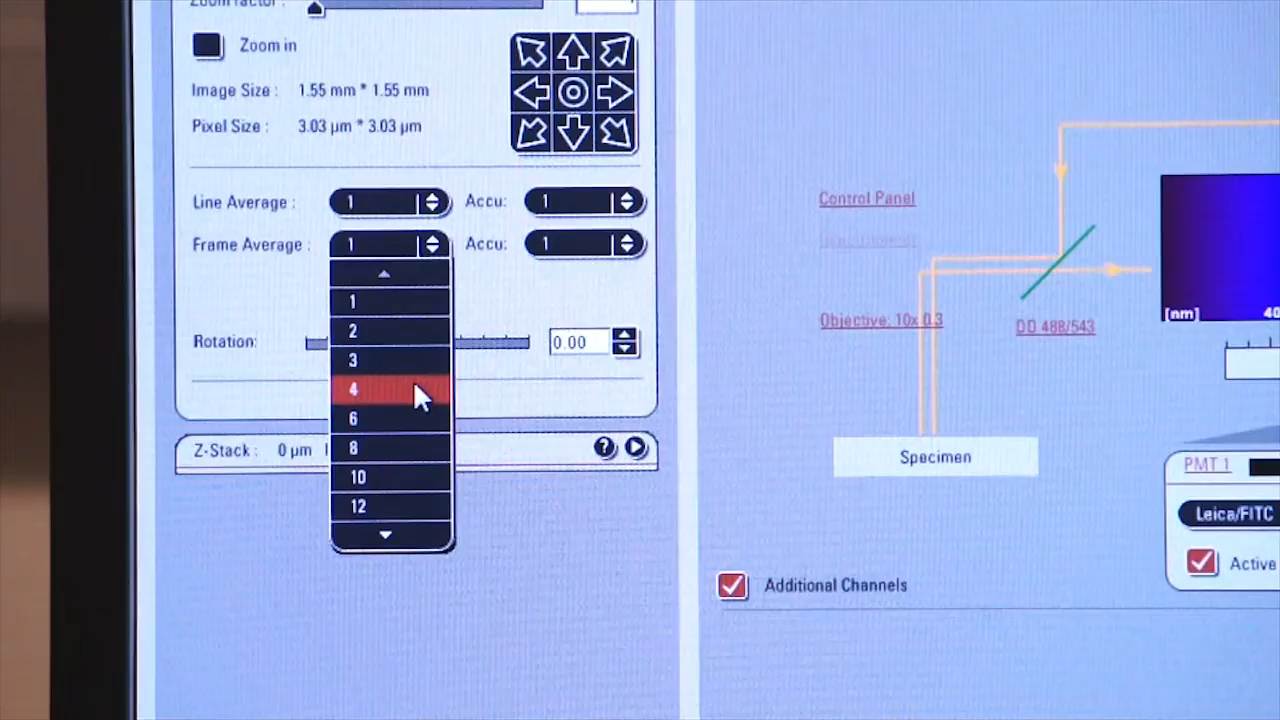 Zoom factor :
Zoom in
Image Size : 1.55 mm * 1.55 mm
Pixel Size : 3.03 µm * 3.03 µm
Line Average : 1 Accu: 1
Frame Average : 1 Accu: 1
1
2
3
4
6
8
10
12
Rotation: 0.00
Z-Stack : 0 µm
Control Panel
Objective: 10x 0.3
DD 488/543
[nm] 40
Specimen
PMT 1
Leica/FITC
Active
Additional Channels